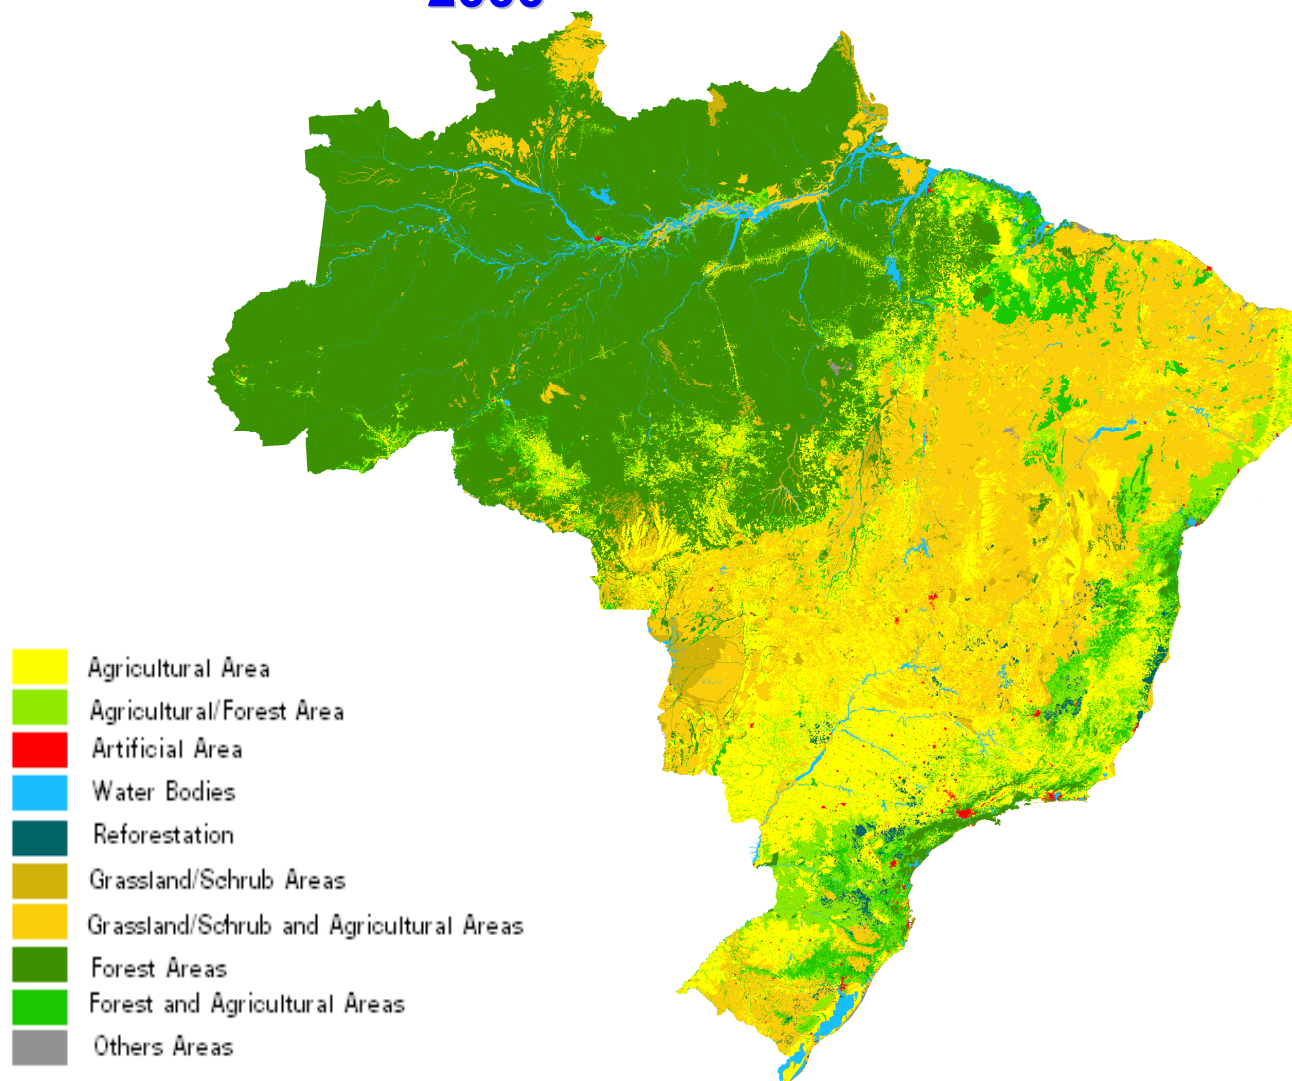 Agricultural Area
Agricultural/Forest Area
Artificial Area
Water Bodies
Reforestation
Grassland/Schrub Areas
Grassland/Schrub and Agricultural Areas
Forest Areas
Forest and Agricultural Areas
Others Areas